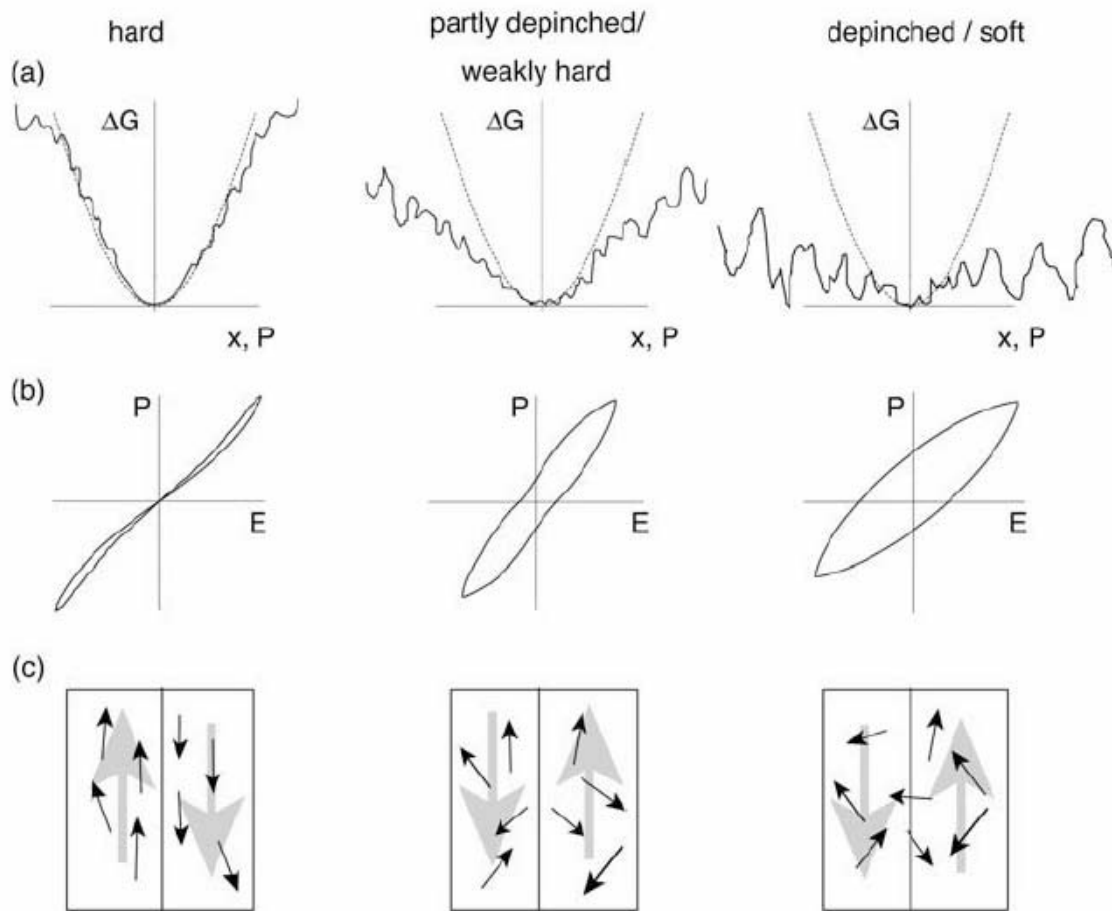 hard
partly depinched/
weakly hard
depinched / soft
(a)
ΔG
ΔG
ΔG
x, P
x, P
x, P
(b)
P
P
P
E
E
E
(c)